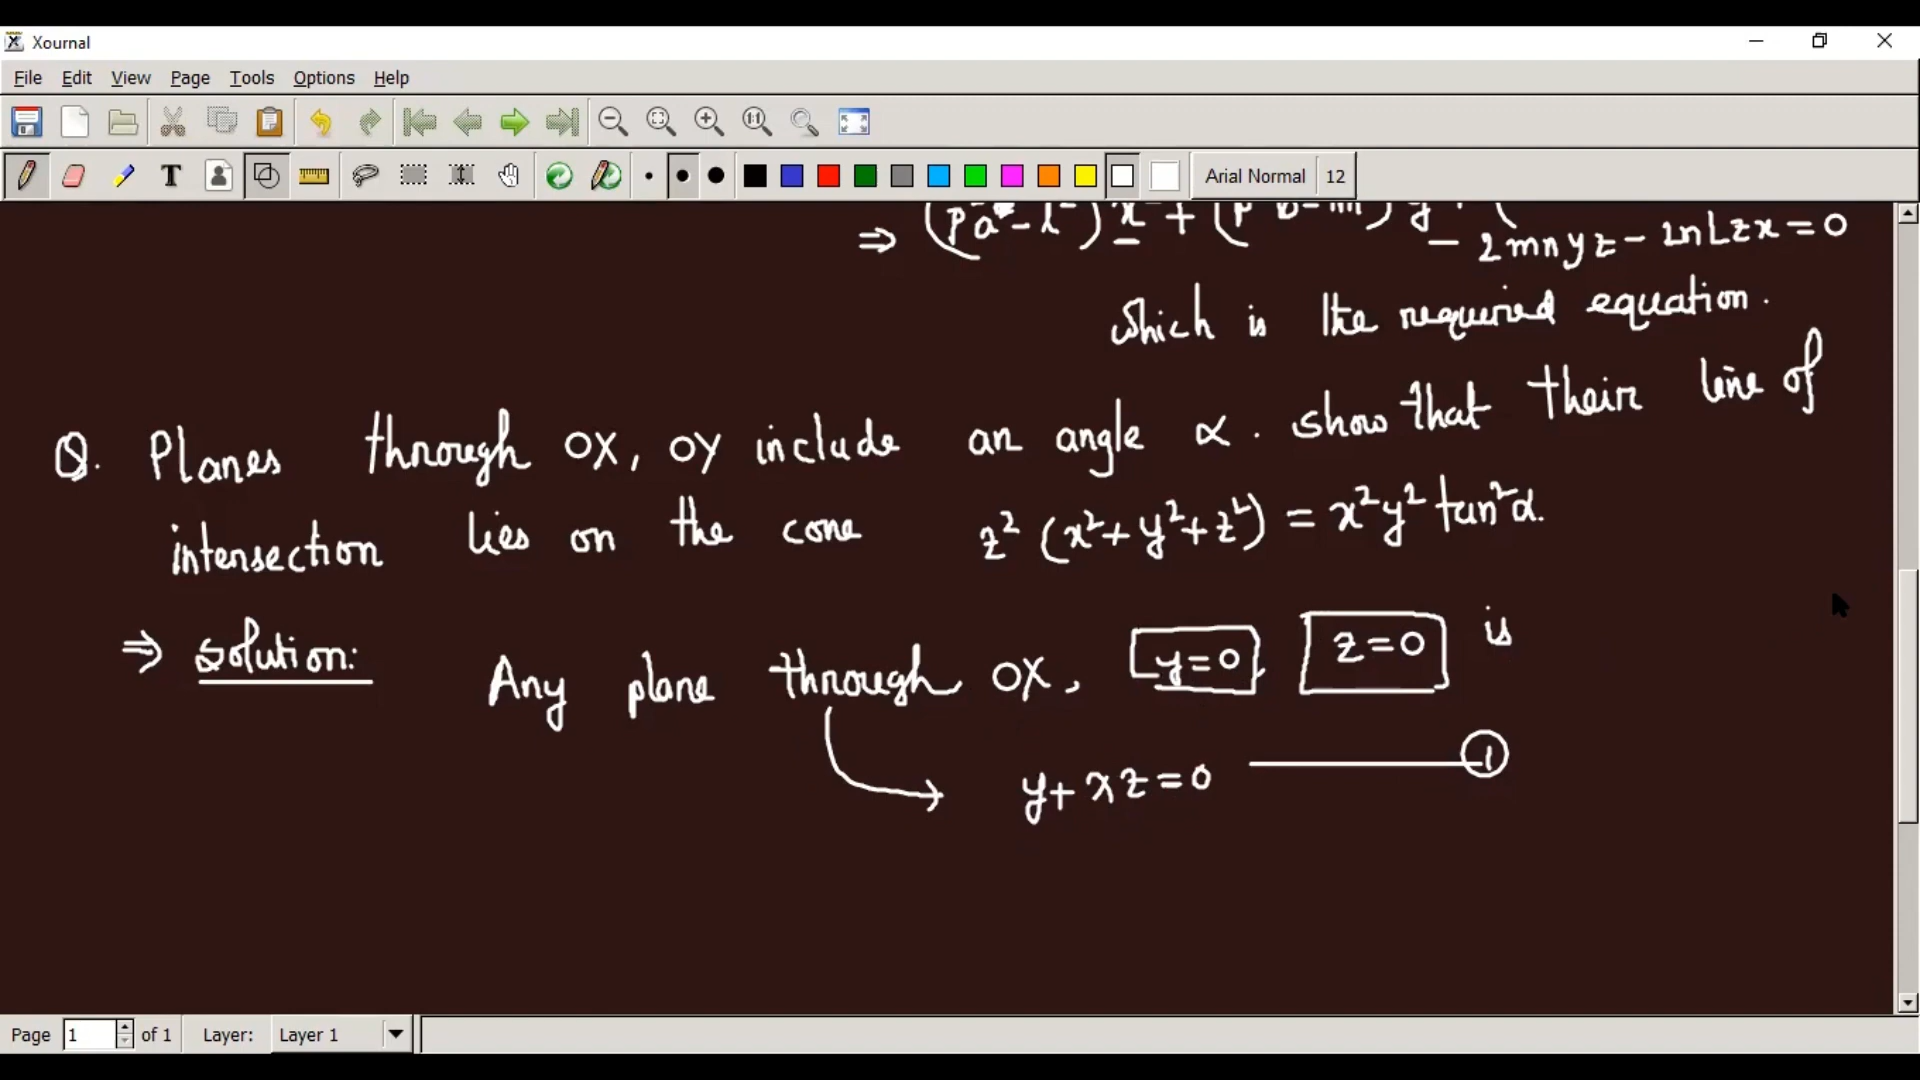 Xournal
File Edit View Page Tools Options Help
Arial Normal 12
⇒
2mnyz - 2nlzx = 0
which is the required equation.
Q. Planes through OX, OY include an angle α. show that their line of
intersection lies on the cone z² (x² + y² + z²) = x²y² tan²α.
⇒ Solution: Any plane through OX, y=0, z=0 is
y + λz = 0 ——— ①
Page 1 of 1 Layer: Layer 1